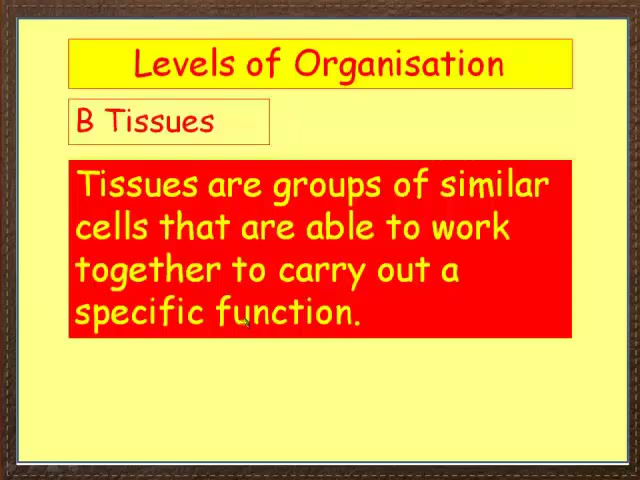 Levels of Organisation
B Tissues
Tissues are groups of similar
cells that are able to work
together to carry out a
specific function.